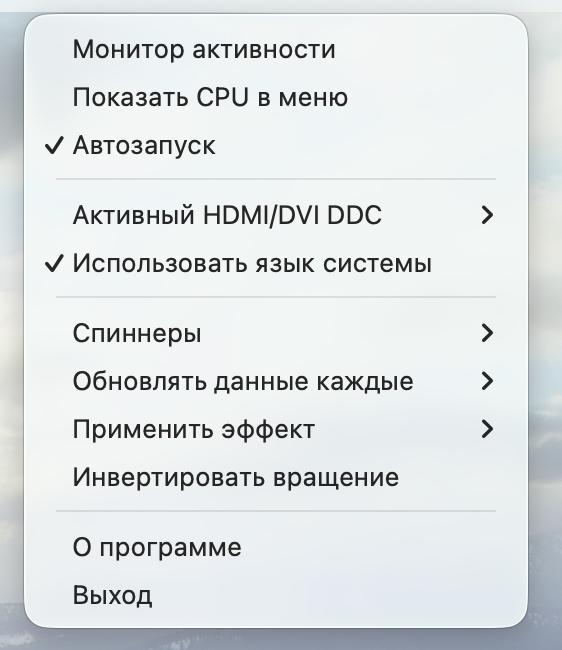 Монитор активности
Показать CPU в меню
Автозапуск
Активный HDMI/DVI DDC
Использовать язык системы
Спиннеры
Обновлять данные каждые
Применить эффект
Инвертировать вращение
О программе
Выход